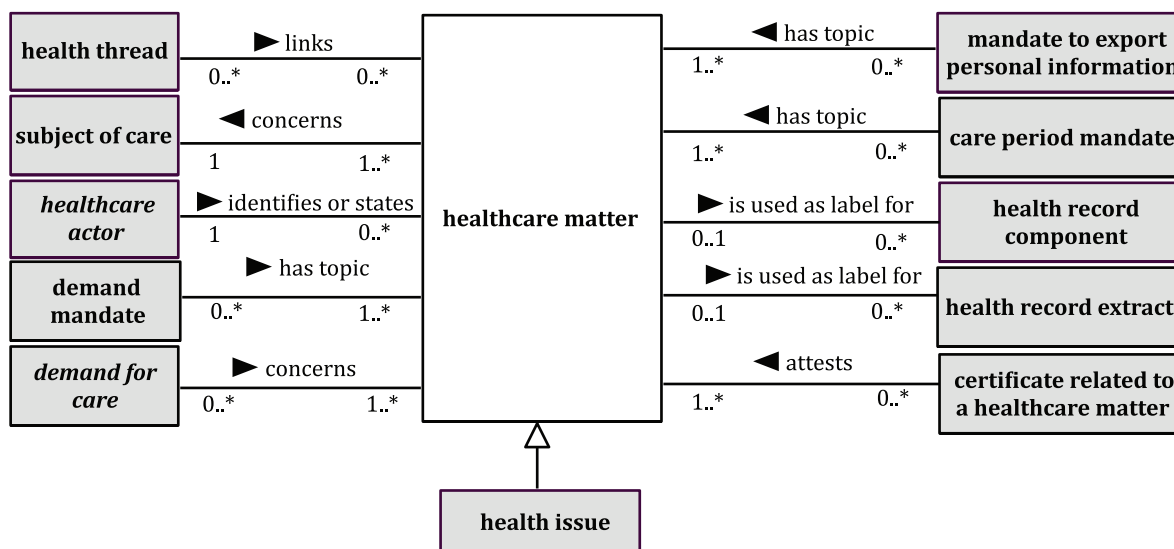 health thread
links
0..*
0..*
subject of care
concerns
1
1..*
healthcare
actor
identifies or states
1
0..*
demand
mandate
has topic
0..*
1..*
demand for
care
concerns
0..*
1..*
healthcare matter
health issue
has topic
1..*
0..*
mandate to export
personal information
has topic
1..*
0..*
care period mandate
is used as label for
0..1
0..*
health record
component
is used as label for
0..1
0..*
health record extract
attests
1..*
0..*
certificate related to
a healthcare matter